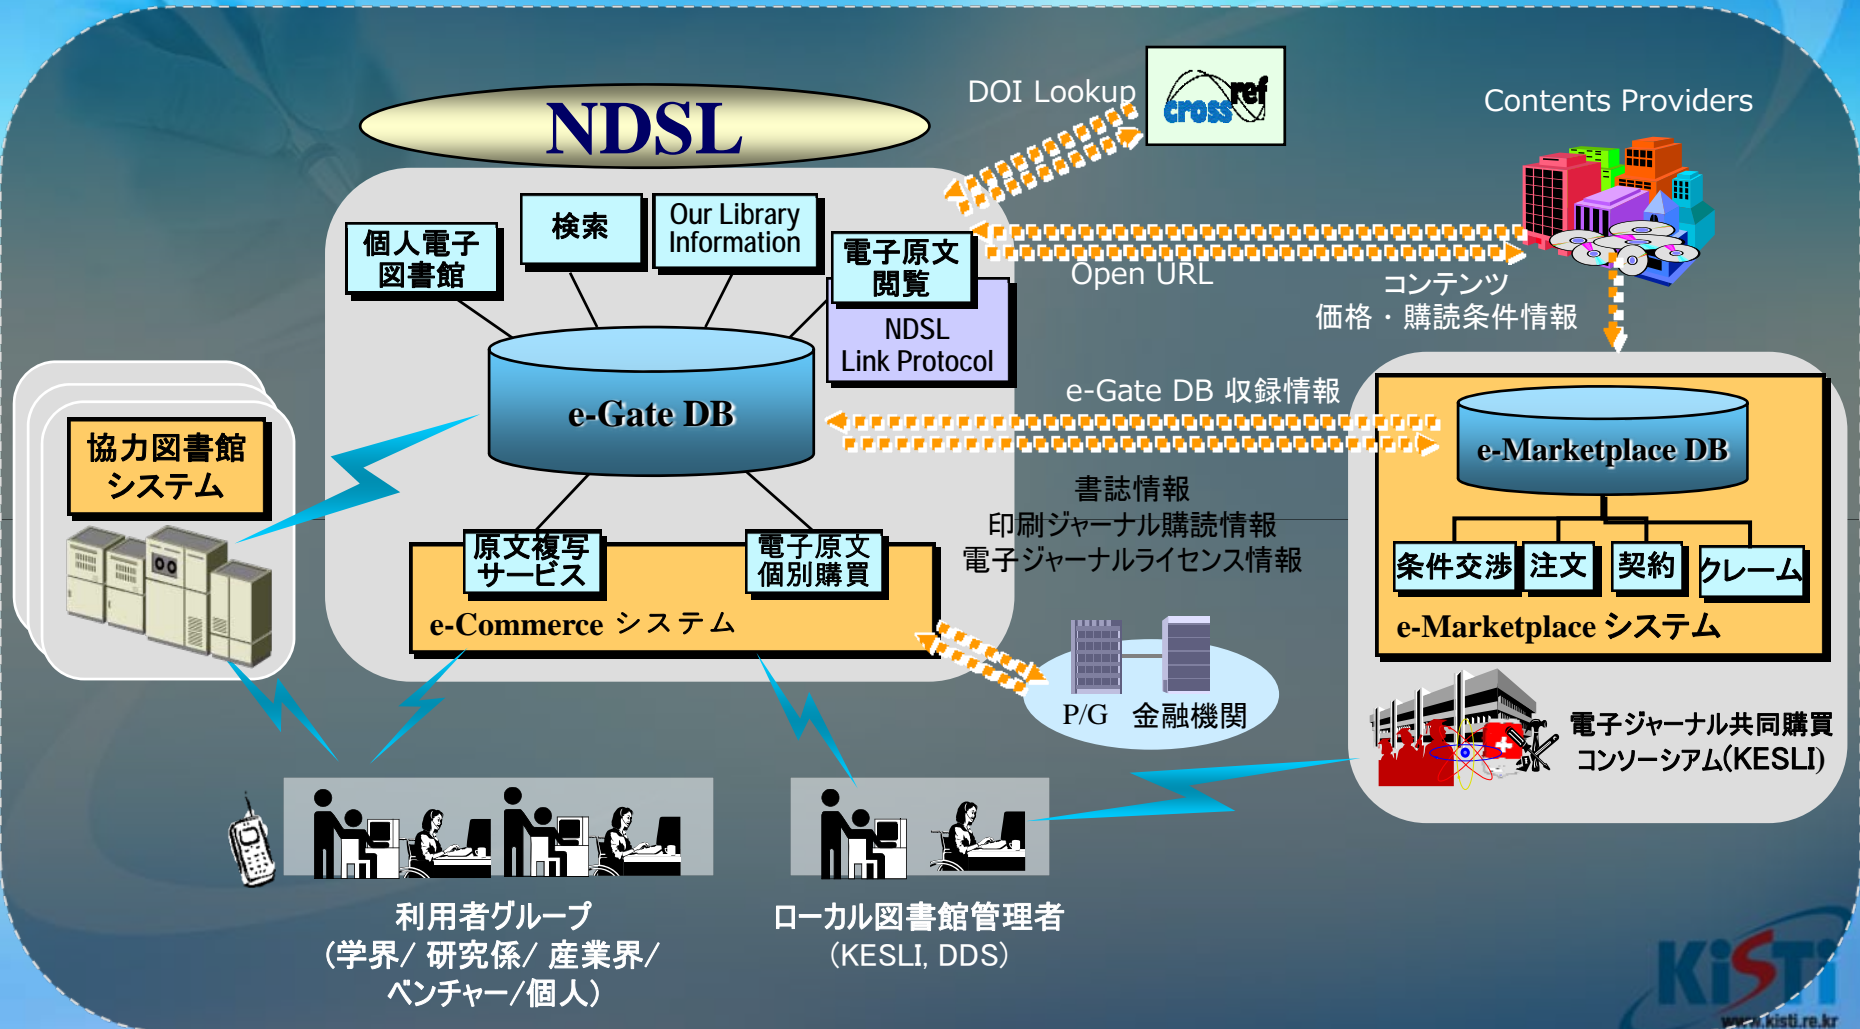 NDSL
DOI Lookup
crossref
Contents Providers
個人電子
図書館
検索
Our Library
Information
電子原文
閲覧
NDSL
Link Protocol
Open URL
コンテンツ
価格・購読条件情報
e-Gate DB
e-Gate DB 収録情報
協力図書館
システム
書誌情報
印刷ジャーナル購読情報
電子ジャーナルライセンス情報
e-Marketplace DB
条件交渉
注文
契約
クレーム
e-Marketplace システム
原文複写
サービス
電子原文
個別購買
e-Commerce システム
P/G 金融機関
電子ジャーナル共同購買
コンソーシアム(KESLI)
利用者グループ
(学界/ 研究係/ 産業界/
ベンチャー/個人)
ローカル図書館管理者
(KESLI, DDS)
KiSTi
www.kisti.re.kr